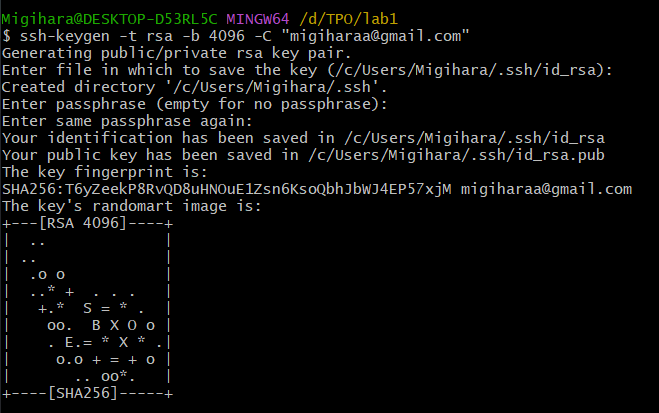 Migihara@DESKTOP-D53RL5C MINGW64 /d/TPO/lab1
$ ssh-keygen -t rsa -b 4096 -C "migiharaa@gmail.com"
Generating public/private rsa key pair.
Enter file in which to save the key (/c/Users/Migihara/.ssh/id_rsa):
Created directory '/c/Users/Migihara/.ssh'.
Enter passphrase (empty for no passphrase):
Enter same passphrase again:
Your identification has been saved in /c/Users/Migihara/.ssh/id_rsa
Your public key has been saved in /c/Users/Migihara/.ssh/id_rsa.pub
The key fingerprint is:
SHA256:T6yZeekP8RvQD8uHNOuE1Zsn6KsoQbhJbWJ4EP57xjM migiharaa@gmail.com
The key's randomart image is:
+---[RSA 4096]----+
|  ..             |
| ..              |
|  .o o           |
|  ..* +  . . .   |
|   +.*  S = * .  |
|    oo.  B X O o |
|    . E.= * X * .|
|     o.o + = + o |
|       .. oo*.   |
+----[SHA256]-----+